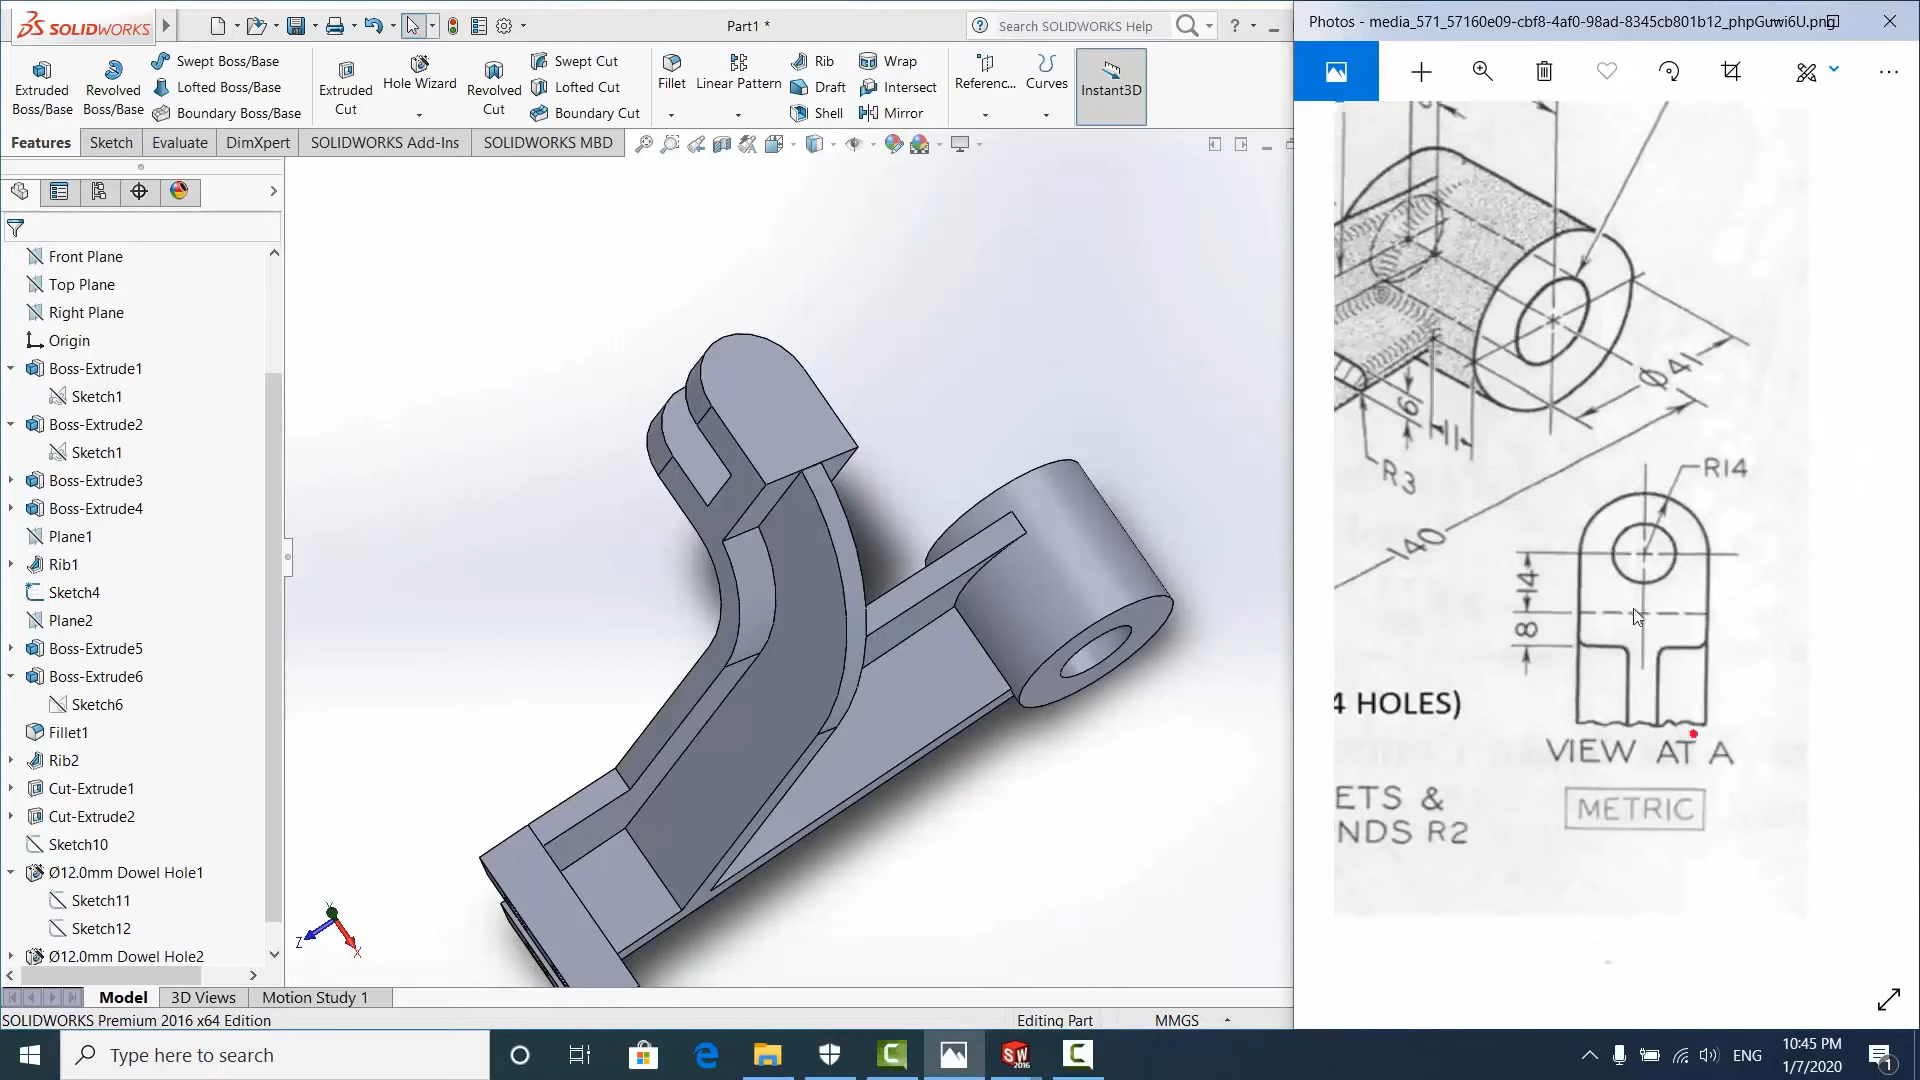 SOLIDWORKS
Part1 *
Search SOLIDWORKS Help
Photos - media_571_57160e09-cbf8-4af0-98ad-8345cb801b12_phpGuwi6U.png
Extruded Boss/Base
Revolved Boss/Base
Swept Boss/Base
Lofted Boss/Base
Boundary Boss/Base
Extruded Cut
Hole Wizard
Revolved Cut
Swept Cut
Lofted Cut
Boundary Cut
Fillet
Linear Pattern
Rib
Draft
Shell
Wrap
Intersect
Mirror
Referenc...
Curves
Instant3D
Features
Sketch
Evaluate
DimXpert
SOLIDWORKS Add-Ins
SOLIDWORKS MBD
Front Plane
Top Plane
Right Plane
Origin
Boss-Extrude1
Sketch1
Boss-Extrude2
Sketch1
Boss-Extrude3
Boss-Extrude4
Plane1
Rib1
Sketch4
Plane2
Boss-Extrude5
Boss-Extrude6
Sketch6
Fillet1
Rib2
Cut-Extrude1
Cut-Extrude2
Sketch10
Ø12.0mm Dowel Hole1
Sketch11
Sketch12
Ø12.0mm Dowel Hole2
Y
Z
X
Ø41
6
11
R3
140
R14
14
8
4 HOLES)
VIEW AT A
ETS &
NDS R2
METRIC
Model
3D Views
Motion Study 1
SOLIDWORKS Premium 2016 x64 Edition
Editing Part
MMGS
Type here to search
SW
2016
ENG
10:45 PM
1/7/2020
1